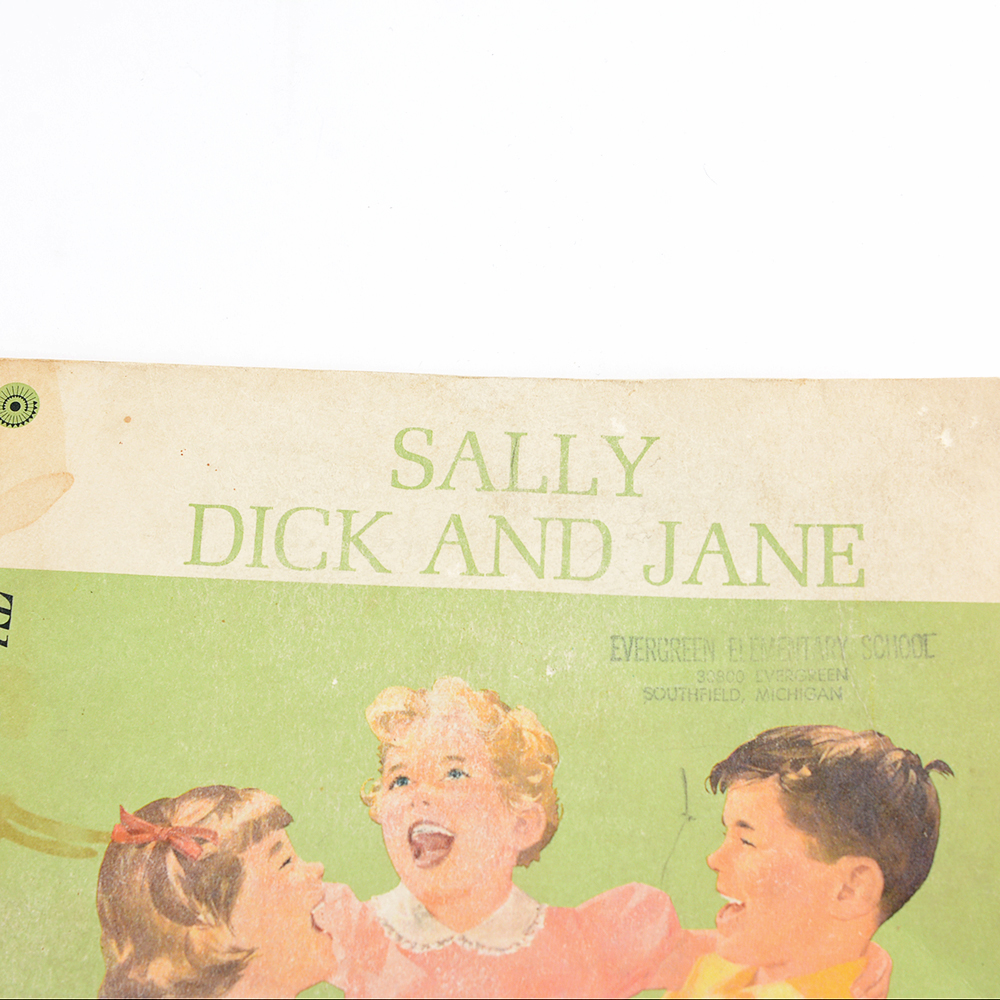 SALLY
DICK AND JANE
EVERGREEN ELEMENTARY SCHOOL
30800 EVERGREEN
SOUTHFIELD, MICHIGAN